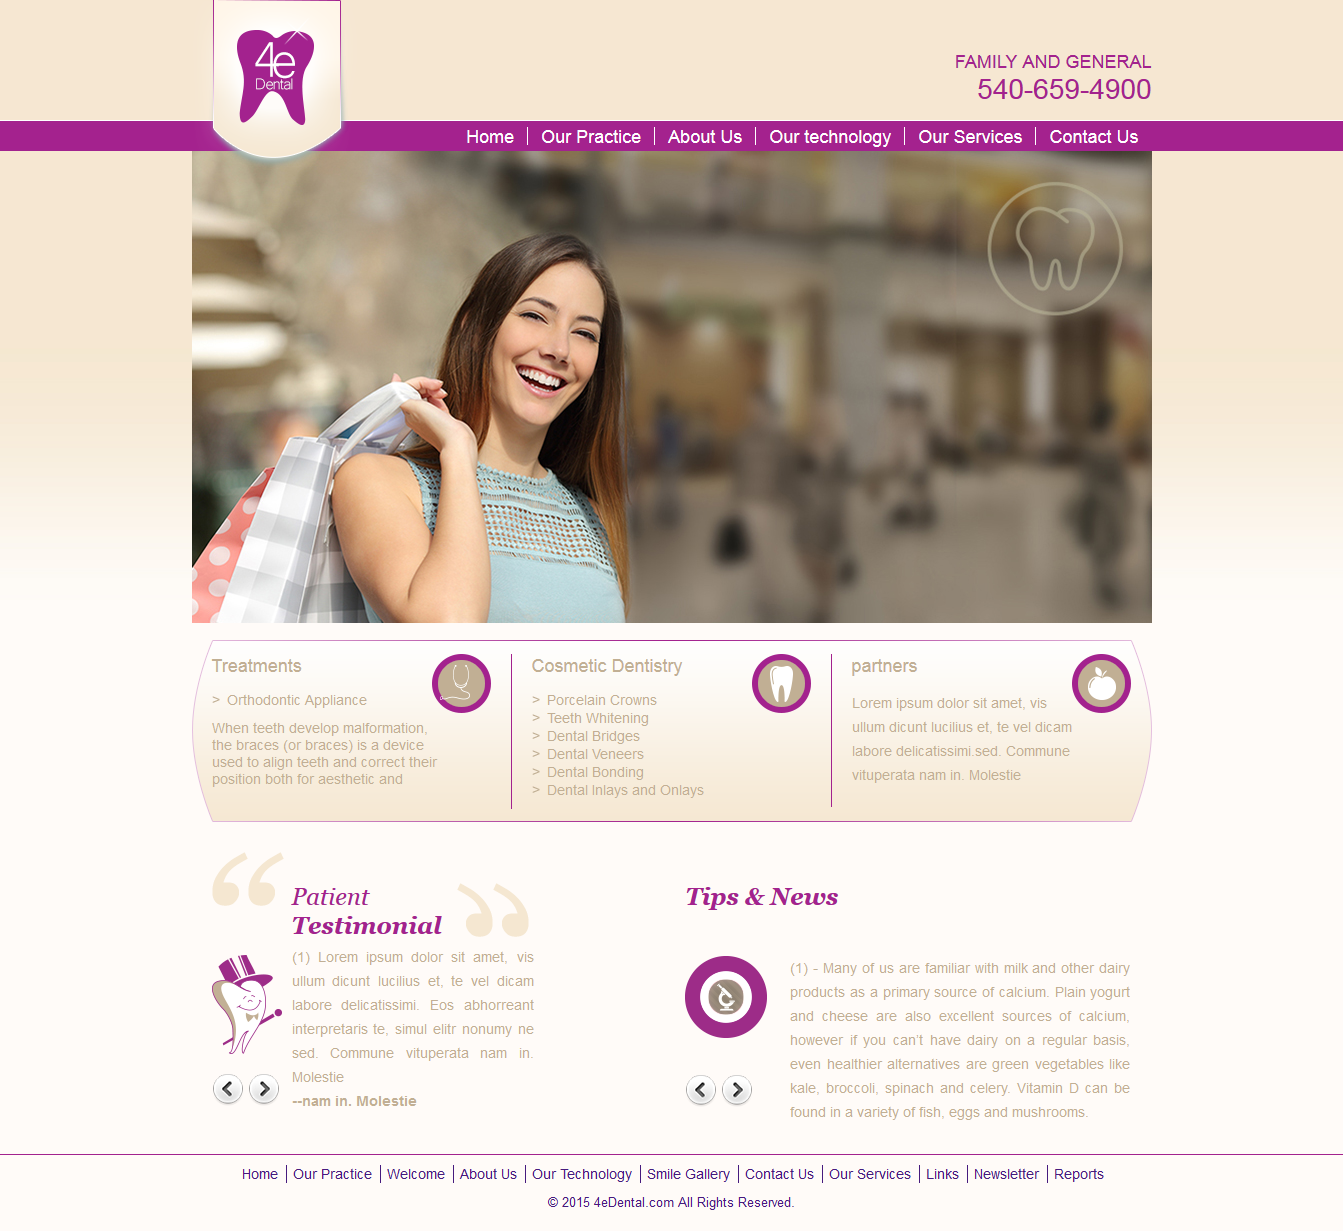 4e
Dental
FAMILY AND GENERAL
540-659-4900
Home
Our Practice
About Us
Our technology
Our Services
Contact Us
Treatments
> Orthodontic Appliance
When teeth develop malformation,
the braces (or braces) is a device
used to align teeth and correct their
position both for aesthetic and
Cosmetic Dentistry
> Porcelain Crowns
> Teeth Whitening
> Dental Bridges
> Dental Veneers
> Dental Bonding
> Dental lnlays and Onlays
partners
Lorem ipsum dolor sit amet, vis
ullum dicunt lucilius et, te vel dicam
labore delicatissimi.sed. Commune
vituperata nam in. Molestie
“
Patient
Testimonial
”
(1) Lorem ipsum dolor sit amet, vis
ullum dicunt lucilius et, te vel dicam
labore delicatissimi. Eos abhorreant
interpretaris te, simul elitr nonumy ne
sed. Commune vituperata nam in.
Molestie
--nam in. Molestie
Tips & News
(1) - Many of us are familiar with milk and other dairy
products as a primary source of calcium. Plain yogurt
and cheese are also excellent sources of calcium,
however if you can’t have dairy on a regular basis,
even healthier alternatives are green vegetables like
kale, broccoli, spinach and celery. Vitamin D can be
found in a variety of fish, eggs and mushrooms.
Home
Our Practice
Welcome
About Us
Our Technology
Smile Gallery
Contact Us
Our Services
Links
Newsletter
Reports
© 2015 4eDental.com All Rights Reserved.